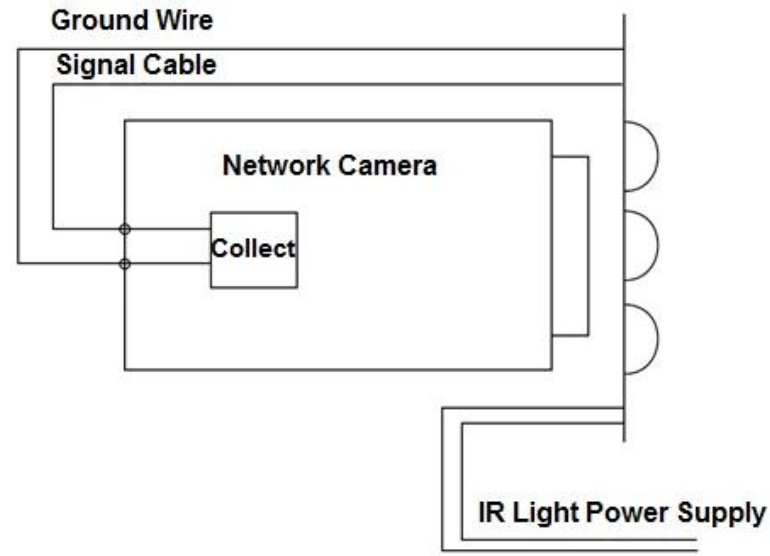 Ground Wire
Signal Cable
Network Camera
Collect
IR Light Power Supply